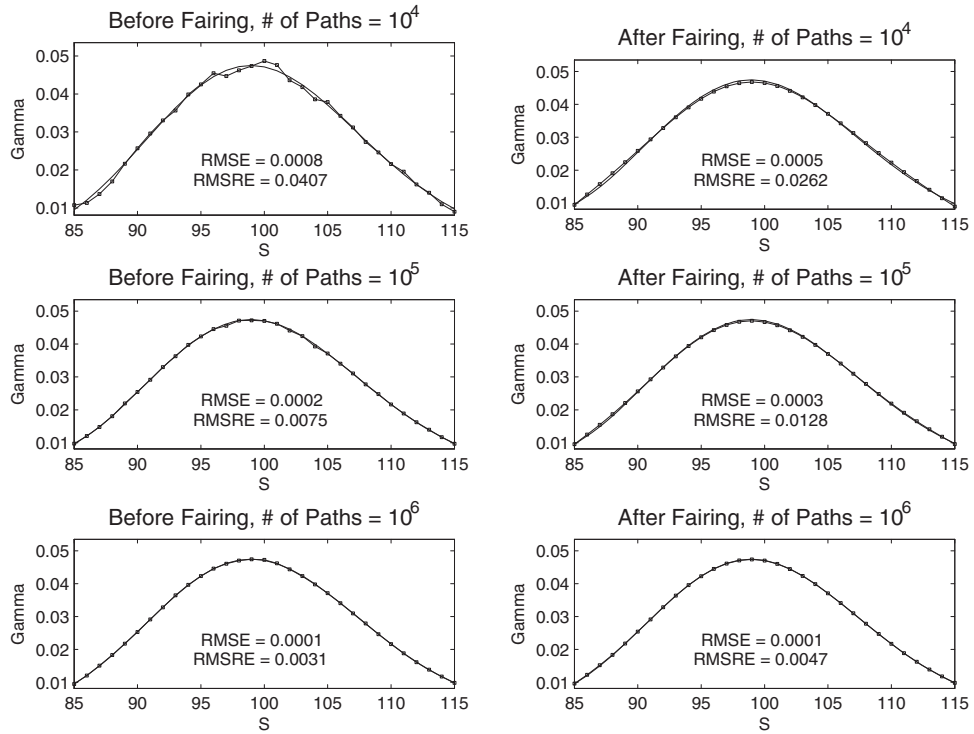 Before Fairing, # of Paths = 10^4
0.05
0.04
0.03
0.02
0.01
Gamma
RMSE = 0.0008
RMSRE = 0.0407
85 90 95 100 105 110 115
S
After Fairing, # of Paths = 10^4
0.05
0.04
0.03
0.02
0.01
Gamma
RMSE = 0.0005
RMSRE = 0.0262
85 90 95 100 105 110 115
S
Before Fairing, # of Paths = 10^5
0.05
0.04
0.03
0.02
0.01
Gamma
RMSE = 0.0002
RMSRE = 0.0075
85 90 95 100 105 110 115
S
After Fairing, # of Paths = 10^5
0.05
0.04
0.03
0.02
0.01
Gamma
RMSE = 0.0003
RMSRE = 0.0128
85 90 95 100 105 110 115
S
Before Fairing, # of Paths = 10^6
0.05
0.04
0.03
0.02
0.01
Gamma
RMSE = 0.0001
RMSRE = 0.0031
85 90 95 100 105 110 115
S
After Fairing, # of Paths = 10^6
0.05
0.04
0.03
0.02
0.01
Gamma
RMSE = 0.0001
RMSRE = 0.0047
85 90 95 100 105 110 115
S